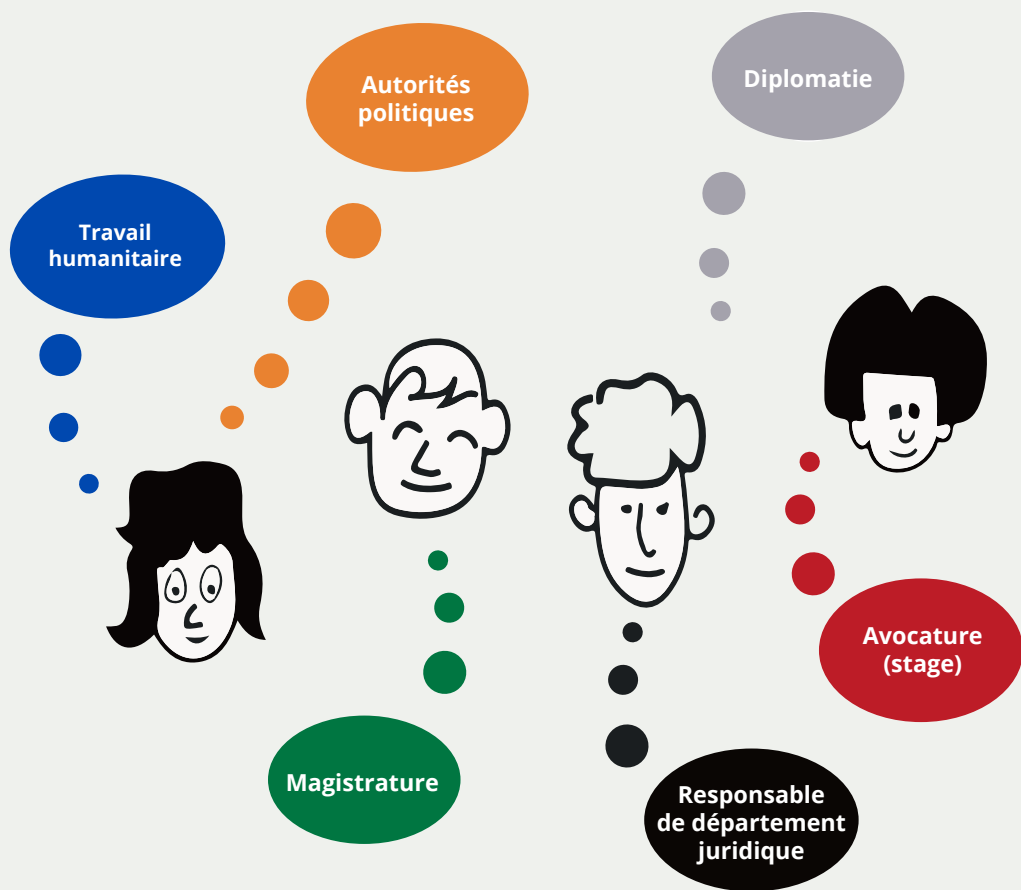 Autorités
politiques
Diplomatie
Travail
humanitaire
Avocature
(stage)
Magistrature
Responsable
de département
juridique